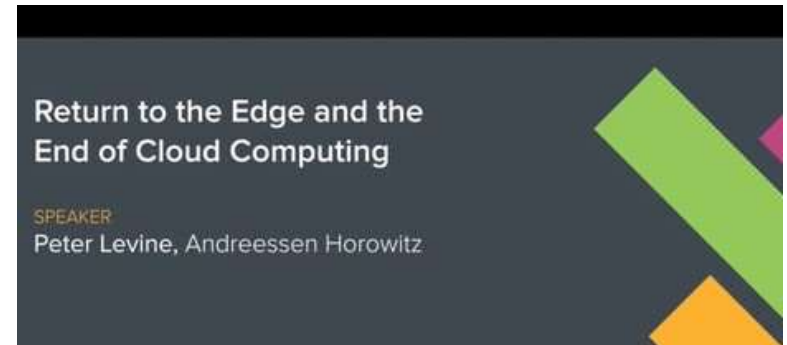 Return to the Edge and the
End of Cloud Computing
SPEAKER
Peter Levine, Andreessen Horowitz